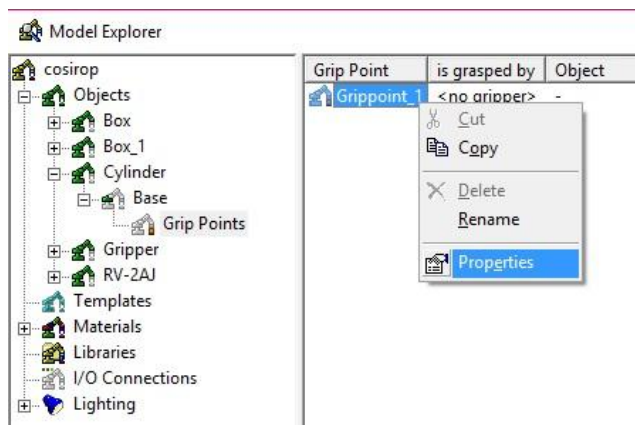 Model Explorer
cosirop
Objects
Box
Box_1
Cylinder
Base
Grip Points
Gripper
RV-2AJ
Templates
Materials
Libraries
I/O Connections
Lighting
Grip Point is grasped by Object
Grippoint_1 <no gripper> -
Cut
Copy
Delete
Rename
Properties